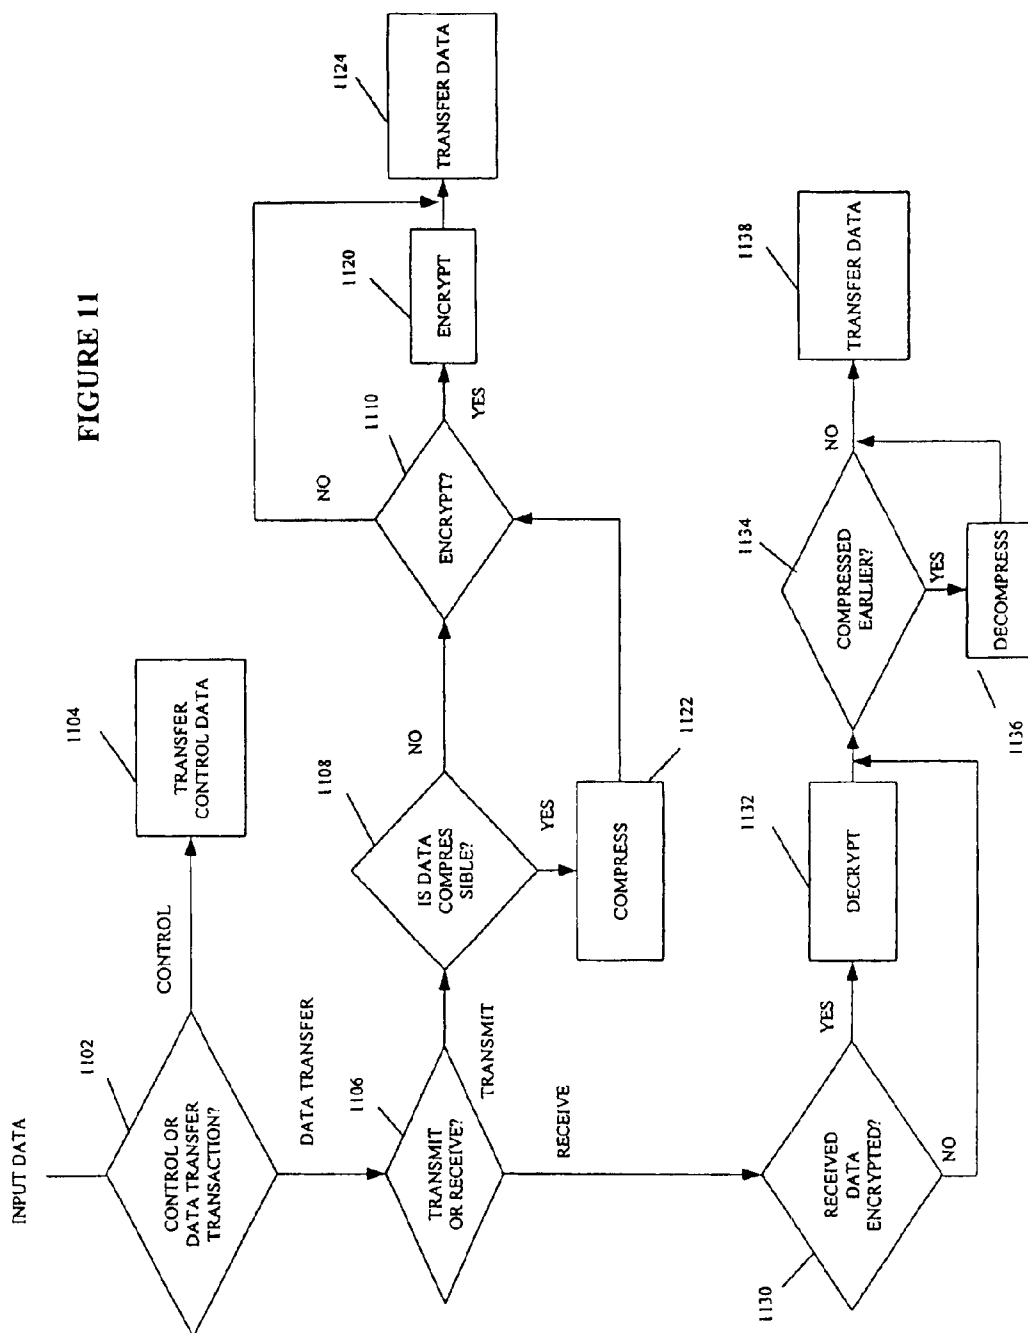 FIGURE 11
INPUT DATA
1102
CONTROL OR
DATA TRANSFER
TRANSACTION?
CONTROL
1104
TRANSFER
CONTROL DATA
DATA TRANSFER
1106
TRANSMIT
OR RECEIVE?
TRANSMIT
1108
IS DATA
COMPRES
SIBLE?
NO
YES
COMPRESS
1122
1110
ENCRYPT?
NO
YES
1120
ENCRYPT
1124
TRANSFER DATA
RECEIVE
1130
RECEIVED
DATA
ENCRYPTED?
YES
NO
1132
DECRYPT
1134
COMPRESSED
EARLIER?
NO
YES
1136
DECOMPRESS
1138
TRANSFER DATA